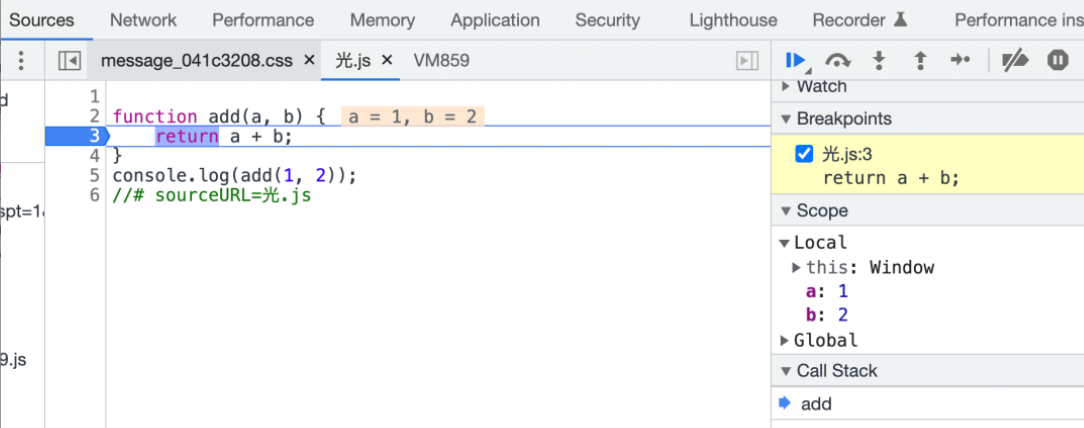 Sources Network Performance Memory Application Security Lighthouse Recorder Performance ins
message_041c3208.css × 光.js × VM859
d
spt=1
9.js
1
2 function add(a, b) { a = 1, b = 2
3 return a + b;
4 }
5 console.log(add(1, 2));
6 //# sourceURL=光.js
Watch
Breakpoints
光.js:3
return a + b;
Scope
Local
this: Window
a: 1
b: 2
Global
Call Stack
add